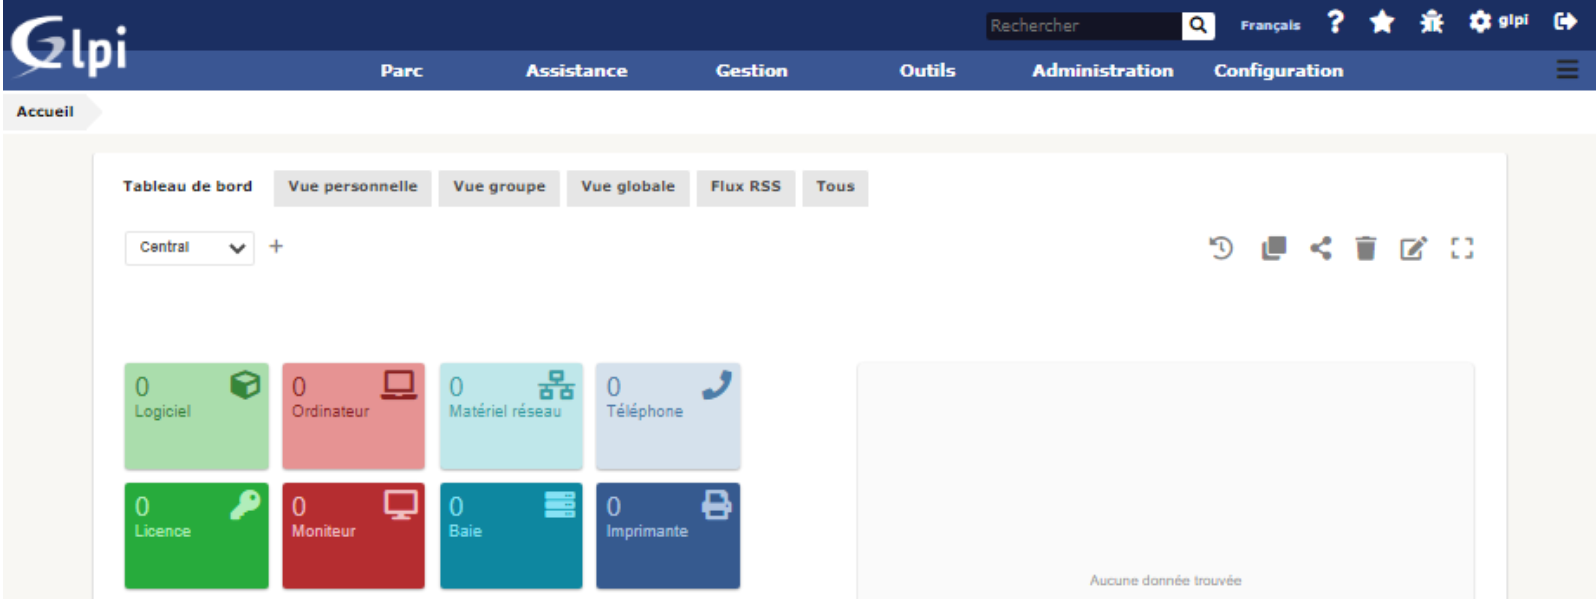 Glpi
Rechercher
Français ? glpi
Parc Assistance Gestion Outils Administration Configuration
Accueil
Tableau de bord Vue personnelle Vue groupe Vue globale Flux RSS Tous
Central +
0 0 0 0
Logiciel Ordinateur Matériel réseau Téléphone
0 0 0 0
Licence Moniteur Baie Imprimante
Aucune donnée trouvée